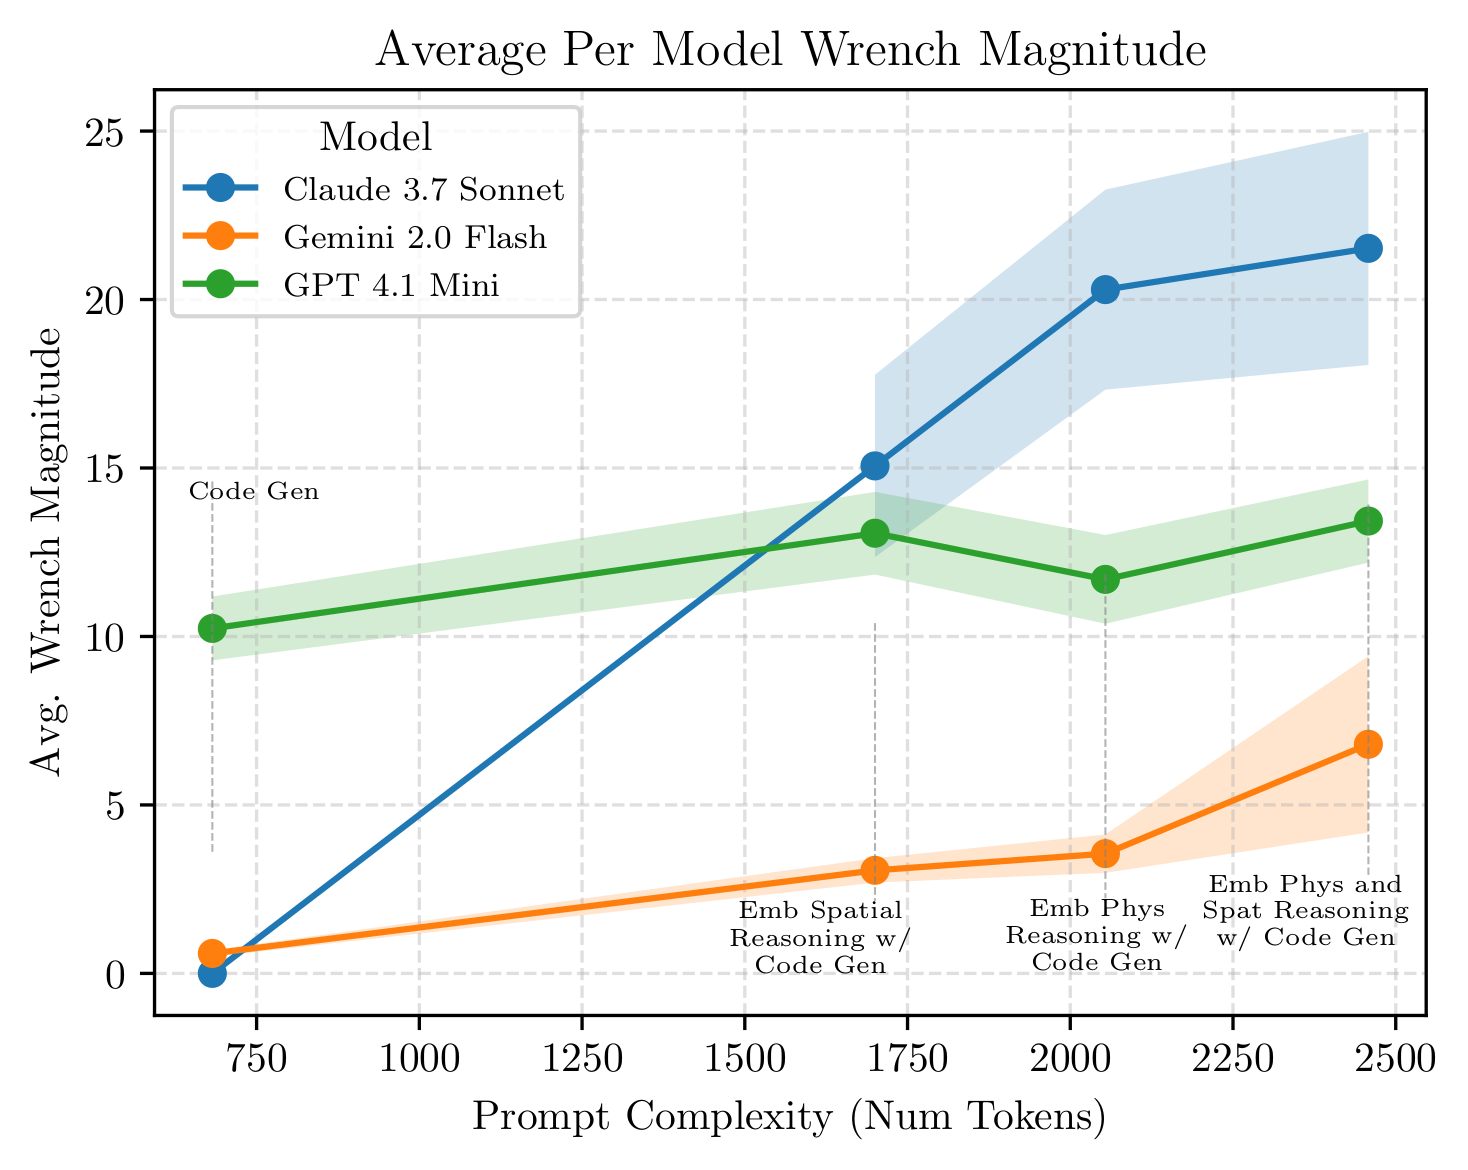 Average Per Model Wrench Magnitude
Model
Claude 3.7 Sonnet
Gemini 2.0 Flash
GPT 4.1 Mini
Avg. Wrench Magnitude
25
20
15
10
5
0
Code Gen
Emb Spatial
Reasoning w/
Code Gen
Emb Phys
Reasoning w/
Code Gen
Emb Phys and
Spat Reasoning
w/ Code Gen
750 1000 1250 1500 1750 2000 2250 2500
Prompt Complexity (Num Tokens)